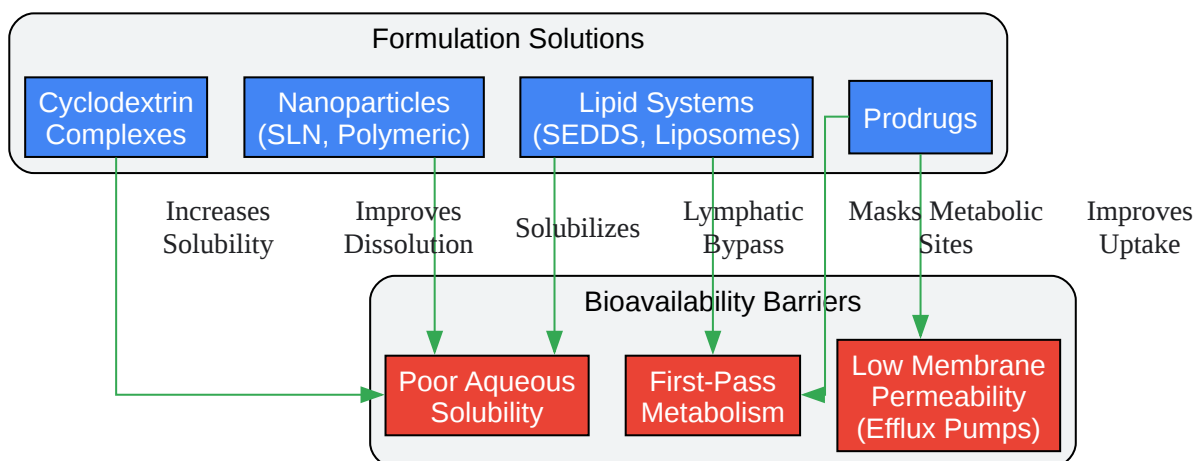 Formulation Solutions
Cyclodextrin
Complexes
Nanoparticles
(SLN, Polymeric)
Lipid Systems
(SEDDS, Liposomes)
Prodrugs
Increases
Solubility
Improves
Dissolution
Solubilizes
Lymphatic
Bypass
Masks Metabolic
Sites
Improves
Uptake
Bioavailability Barriers
Poor Aqueous
Solubility
First-Pass
Metabolism
Low Membrane
Permeability
(Efflux Pumps)